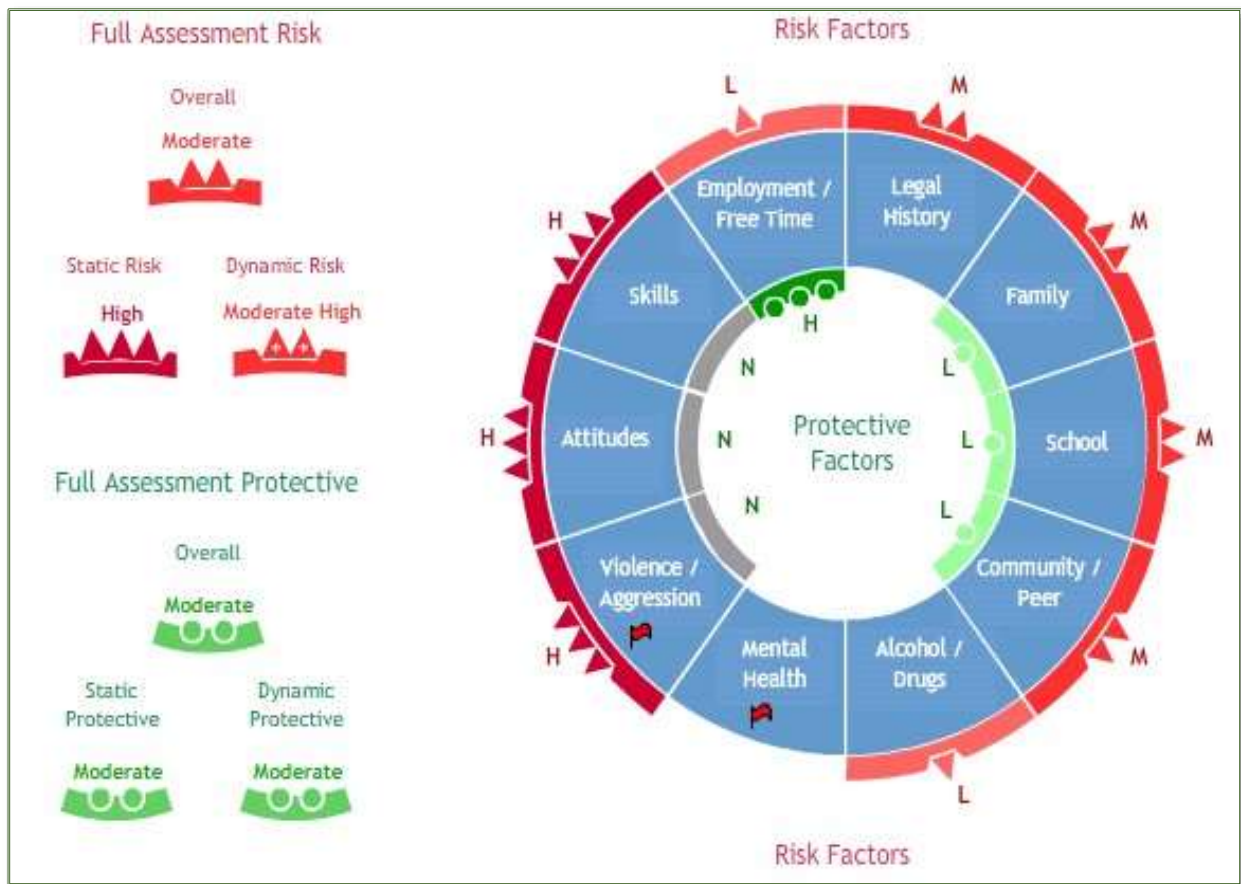 Full Assessment Risk
Overall
Moderate
Static Risk
High
Dynamic Risk
Moderate High
Full Assessment Protective
Overall
Moderate
Static
Protective
Moderate
Dynamic
Protective
Moderate
Risk Factors
L
M
Employment /
Free Time
Legal
History
H
M
Skills
Family
H
N
L
H
Attitudes
N
Protective
Factors
L
School
M
N
L
Violence /
Aggression
Community /
Peer
H
M
Mental
Health
Alcohol /
Drugs
L
Risk Factors